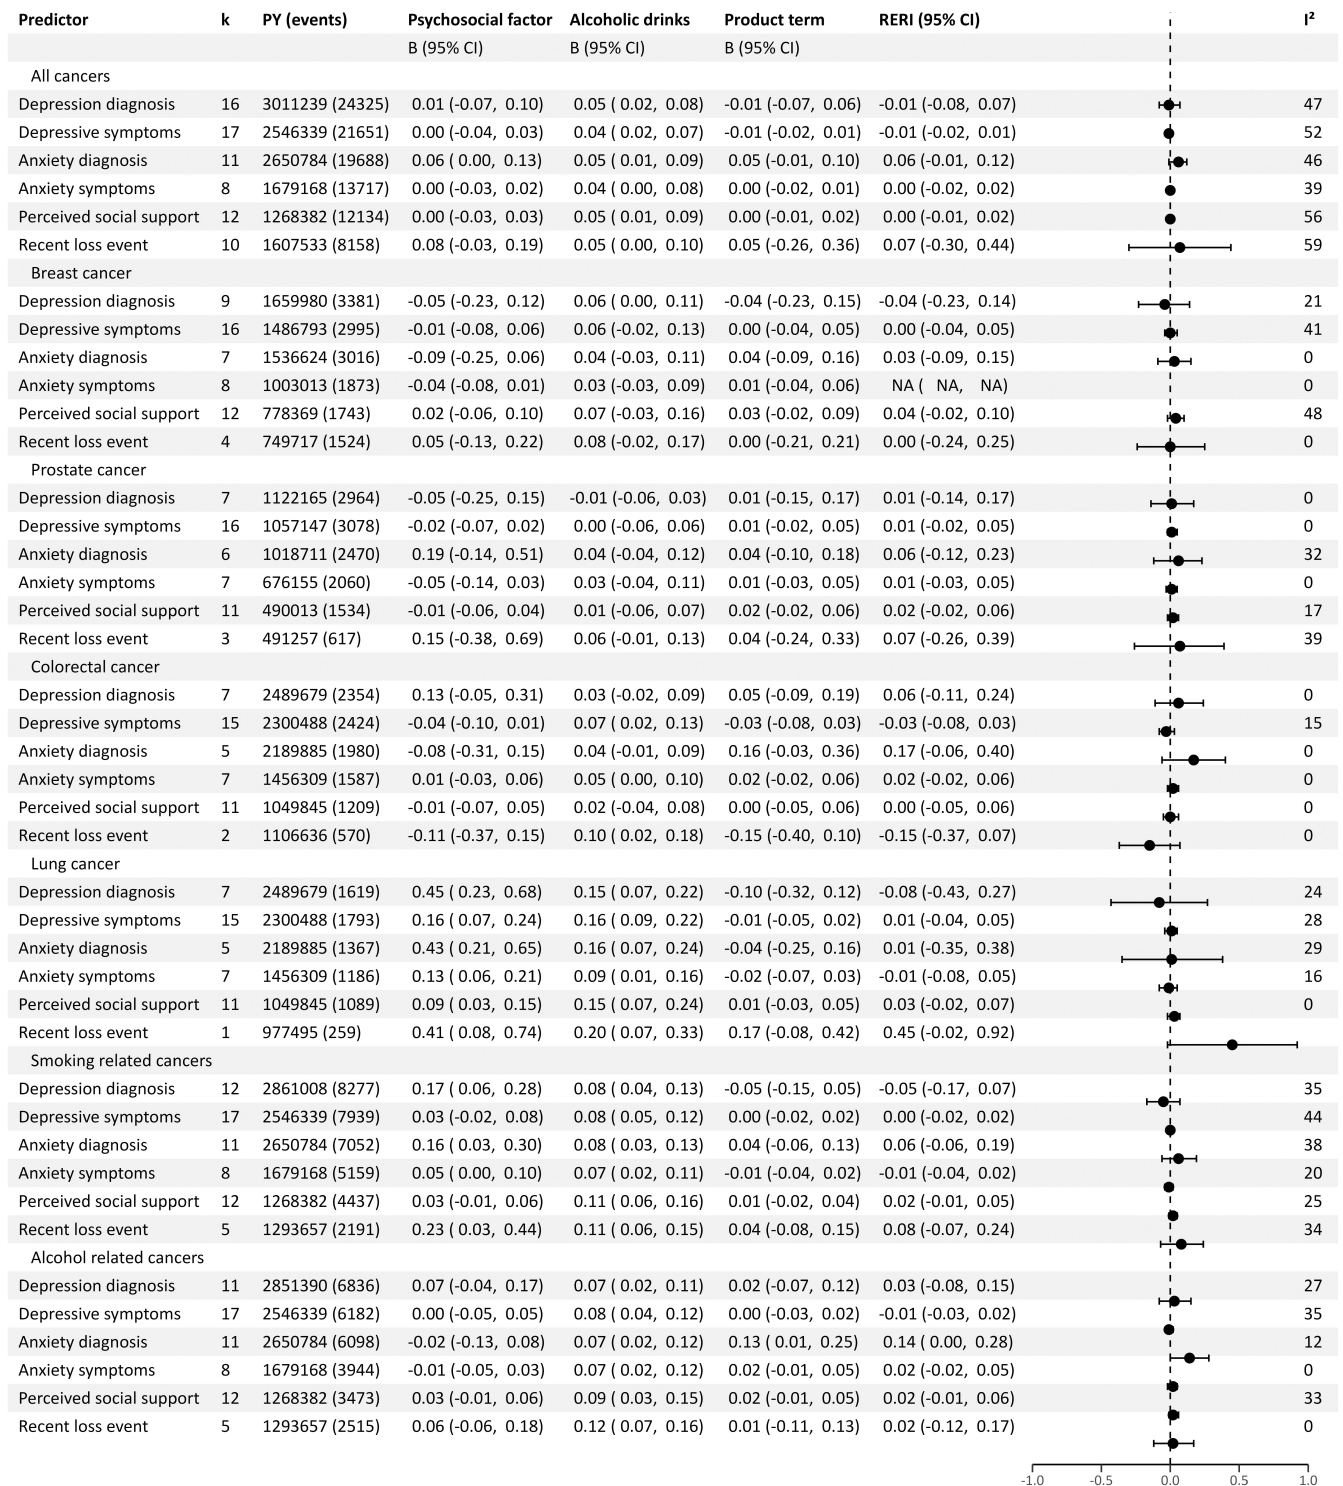 Predictor k PY (events) Psychosocial factor Alcoholic drinks Product term RERI (95% CI) I²
B (95% CI) B (95% CI) B (95% CI)
All cancers
Depression diagnosis 16 3011239 (24325) 0.01 (-0.07, 0.10) 0.05 ( 0.02, 0.08) -0.01 (-0.07, 0.06) -0.01 (-0.08, 0.07) 47
Depressive symptoms 17 2546339 (21651) 0.00 (-0.04, 0.03) 0.04 ( 0.02, 0.07) -0.01 (-0.02, 0.01) -0.01 (-0.02, 0.01) 52
Anxiety diagnosis 11 2650784 (19688) 0.06 ( 0.00, 0.13) 0.05 ( 0.01, 0.09) 0.05 (-0.01, 0.10) 0.06 (-0.01, 0.12) 46
Anxiety symptoms 8 1679168 (13717) 0.00 (-0.03, 0.02) 0.04 ( 0.00, 0.08) 0.00 (-0.02, 0.01) 0.00 (-0.02, 0.02) 39
Perceived social support 12 1268382 (12134) 0.00 (-0.03, 0.03) 0.05 ( 0.01, 0.09) 0.00 (-0.01, 0.02) 0.00 (-0.01, 0.02) 56
Recent loss event 10 1607533 (8158) 0.08 (-0.03, 0.19) 0.05 ( 0.00, 0.10) 0.05 (-0.26, 0.36) 0.07 (-0.30, 0.44) 59
Breast cancer
Depression diagnosis 9 1659980 (3381) -0.05 (-0.23, 0.12) 0.06 ( 0.00, 0.11) -0.04 (-0.23, 0.15) -0.04 (-0.23, 0.14) 21
Depressive symptoms 16 1486793 (2995) -0.01 (-0.08, 0.06) 0.06 (-0.02, 0.13) 0.00 (-0.04, 0.05) 0.00 (-0.04, 0.05) 41
Anxiety diagnosis 7 1536624 (3016) -0.09 (-0.25, 0.06) 0.04 (-0.03, 0.11) 0.04 (-0.09, 0.16) 0.03 (-0.09, 0.15) 0
Anxiety symptoms 8 1003013 (1873) -0.04 (-0.08, 0.01) 0.03 (-0.03, 0.09) 0.01 (-0.04, 0.06) NA ( NA, NA) 0
Perceived social support 12 778369 (1743) 0.02 (-0.06, 0.10) 0.07 (-0.03, 0.16) 0.03 (-0.02, 0.09) 0.04 (-0.02, 0.10) 48
Recent loss event 4 749717 (1524) 0.05 (-0.13, 0.22) 0.08 (-0.02, 0.17) 0.00 (-0.21, 0.21) 0.00 (-0.24, 0.25) 0
Prostate cancer
Depression diagnosis 7 1122165 (2964) -0.05 (-0.25, 0.15) -0.01 (-0.06, 0.03) 0.01 (-0.15, 0.17) 0.01 (-0.14, 0.17) 0
Depressive symptoms 16 1057147 (3078) -0.02 (-0.07, 0.02) 0.00 (-0.06, 0.06) 0.01 (-0.02, 0.05) 0.01 (-0.02, 0.05) 0
Anxiety diagnosis 6 1018711 (2470) 0.19 (-0.14, 0.51) 0.04 (-0.04, 0.12) 0.04 (-0.10, 0.18) 0.06 (-0.12, 0.23) 32
Anxiety symptoms 7 676155 (2060) -0.05 (-0.14, 0.03) 0.03 (-0.04, 0.11) 0.01 (-0.03, 0.05) 0.01 (-0.03, 0.05) 0
Perceived social support 11 490013 (1534) -0.01 (-0.06, 0.04) 0.01 (-0.06, 0.07) 0.02 (-0.02, 0.06) 0.02 (-0.02, 0.06) 17
Recent loss event 3 491257 (617) 0.15 (-0.38, 0.69) 0.06 (-0.01, 0.13) 0.04 (-0.24, 0.33) 0.07 (-0.26, 0.39) 39
Colorectal cancer
Depression diagnosis 7 2489679 (2354) 0.13 (-0.05, 0.31) 0.03 (-0.02, 0.09) 0.05 (-0.09, 0.19) 0.06 (-0.11, 0.24) 0
Depressive symptoms 15 2300488 (2424) -0.04 (-0.10, 0.01) 0.07 ( 0.02, 0.13) -0.03 (-0.08, 0.03) -0.03 (-0.08, 0.03) 15
Anxiety diagnosis 5 2189885 (1980) -0.08 (-0.31, 0.15) 0.04 (-0.01, 0.09) 0.16 (-0.03, 0.36) 0.17 (-0.06, 0.40) 0
Anxiety symptoms 7 1456309 (1587) 0.01 (-0.03, 0.06) 0.05 ( 0.00, 0.10) 0.02 (-0.02, 0.06) 0.02 (-0.02, 0.06) 0
Perceived social support 11 1049845 (1209) -0.01 (-0.07, 0.05) 0.02 (-0.04, 0.08) 0.00 (-0.05, 0.06) 0.00 (-0.05, 0.06) 0
Recent loss event 2 1106636 (570) -0.11 (-0.37, 0.15) 0.10 ( 0.02, 0.18) -0.15 (-0.40, 0.10) -0.15 (-0.37, 0.07) 0
Lung cancer
Depression diagnosis 7 2489679 (1619) 0.45 ( 0.23, 0.68) 0.15 ( 0.07, 0.22) -0.10 (-0.32, 0.12) -0.08 (-0.43, 0.27) 24
Depressive symptoms 15 2300488 (1793) 0.16 ( 0.07, 0.24) 0.16 ( 0.09, 0.22) -0.01 (-0.05, 0.02) 0.01 (-0.04, 0.05) 28
Anxiety diagnosis 5 2189885 (1367) 0.43 ( 0.21, 0.65) 0.16 ( 0.07, 0.24) -0.04 (-0.25, 0.16) 0.01 (-0.35, 0.38) 29
Anxiety symptoms 7 1456309 (1186) 0.13 ( 0.06, 0.21) 0.09 ( 0.01, 0.16) -0.02 (-0.07, 0.03) -0.01 (-0.08, 0.05) 16
Perceived social support 11 1049845 (1089) 0.09 ( 0.03, 0.15) 0.15 ( 0.07, 0.24) 0.01 (-0.03, 0.05) 0.03 (-0.02, 0.07) 0
Recent loss event 1 977495 (259) 0.41 ( 0.08, 0.74) 0.20 ( 0.07, 0.33) 0.17 (-0.08, 0.42) 0.45 (-0.02, 0.92)
Smoking related cancers
Depression diagnosis 12 2861008 (8277) 0.17 ( 0.06, 0.28) 0.08 ( 0.04, 0.13) -0.05 (-0.15, 0.05) -0.05 (-0.17, 0.07) 35
Depressive symptoms 17 2546339 (7939) 0.03 (-0.02, 0.08) 0.08 ( 0.05, 0.12) 0.00 (-0.02, 0.02) 0.00 (-0.02, 0.02) 44
Anxiety diagnosis 11 2650784 (7052) 0.16 ( 0.03, 0.30) 0.08 ( 0.03, 0.13) 0.04 (-0.06, 0.13) 0.06 (-0.06, 0.19) 38
Anxiety symptoms 8 1679168 (5159) 0.05 ( 0.00, 0.10) 0.07 ( 0.02, 0.11) -0.01 (-0.04, 0.02) -0.01 (-0.04, 0.02) 20
Perceived social support 12 1268382 (4437) 0.03 (-0.01, 0.06) 0.11 ( 0.06, 0.16) 0.01 (-0.02, 0.04) 0.02 (-0.01, 0.05) 25
Recent loss event 5 1293657 (2191) 0.23 ( 0.03, 0.44) 0.11 ( 0.06, 0.15) 0.04 (-0.08, 0.15) 0.08 (-0.07, 0.24) 34
Alcohol related cancers
Depression diagnosis 11 2851390 (6836) 0.07 (-0.04, 0.17) 0.07 ( 0.02, 0.11) 0.02 (-0.07, 0.12) 0.03 (-0.08, 0.15) 27
Depressive symptoms 17 2546339 (6182) 0.00 (-0.05, 0.05) 0.08 ( 0.04, 0.12) 0.00 (-0.03, 0.02) -0.01 (-0.03, 0.02) 35
Anxiety diagnosis 11 2650784 (6098) -0.02 (-0.13, 0.08) 0.07 ( 0.02, 0.12) 0.13 ( 0.01, 0.25) 0.14 ( 0.00, 0.28) 12
Anxiety symptoms 8 1679168 (3944) -0.01 (-0.05, 0.03) 0.07 ( 0.02, 0.12) 0.02 (-0.01, 0.05) 0.02 (-0.02, 0.05) 0
Perceived social support 12 1268382 (3473) 0.03 (-0.01, 0.06) 0.09 ( 0.03, 0.15) 0.02 (-0.01, 0.05) 0.02 (-0.01, 0.06) 33
Recent loss event 5 1293657 (2515) 0.06 (-0.06, 0.18) 0.12 ( 0.07, 0.16) 0.01 (-0.11, 0.13) 0.02 (-0.12, 0.17) 0
-1.0 -0.5 0.0 0.5 1.0